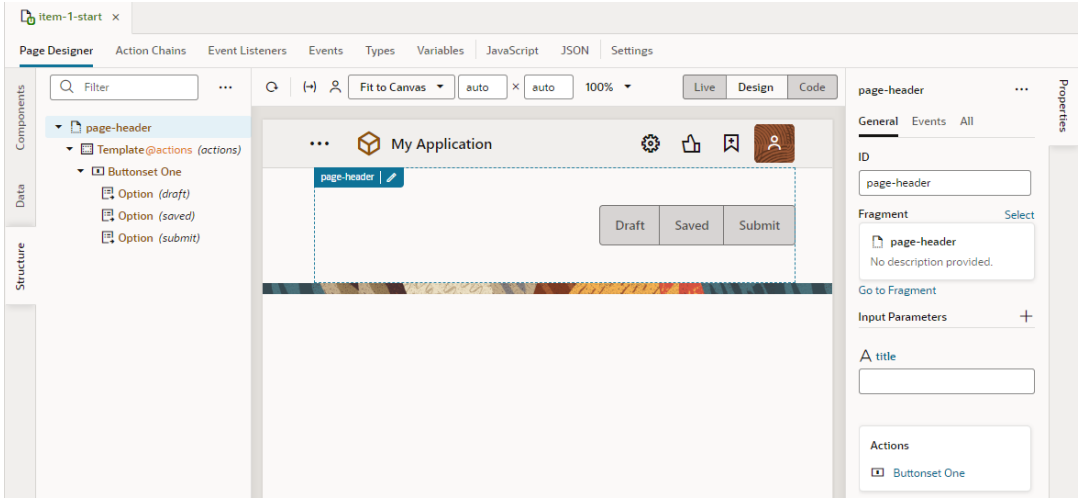 item-1-start ×
Page Designer Action Chains Event Listeners Events Types Variables JavaScript JSON Settings
Components
Data
Structure
Filter
page-header
Template@actions (actions)
Buttonset One
Option (draft)
Option (saved)
Option (submit)
Fit to Canvas auto × auto 100% Live Design Code
My Application
page-header
Draft Saved Submit
page-header
General Events All
ID
page-header
Fragment Select
page-header
No description provided.
Go to Fragment
Input Parameters
A title
Actions
Buttonset One
Properties